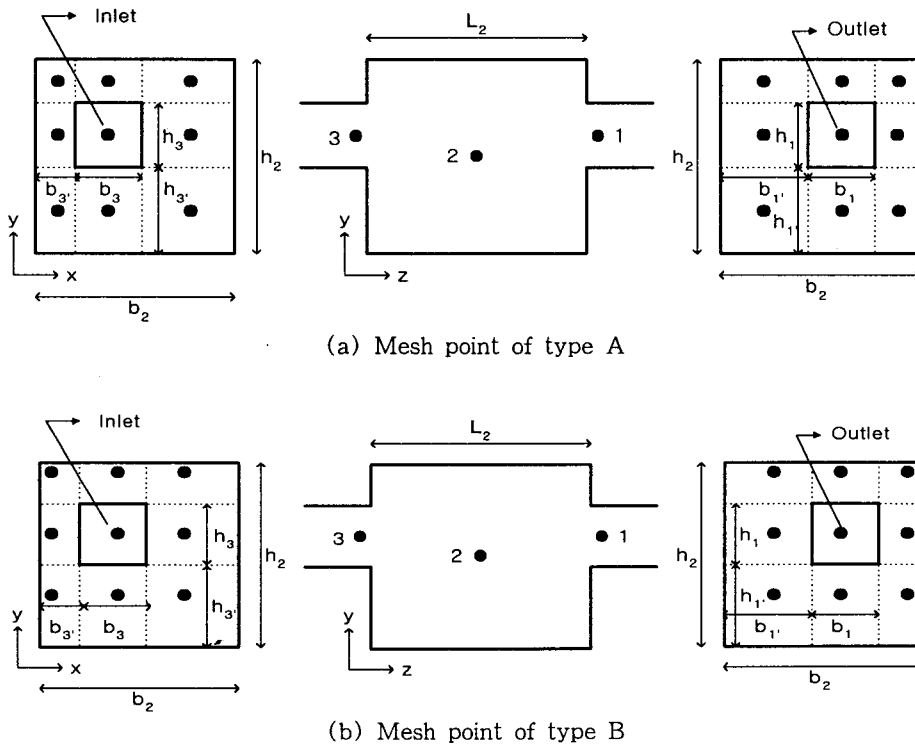 Inlet
L₂
Outlet
h₃
h₂
h₃'
b₃' b₃
y
x
b₂
3
2
1
z
h₂
h₁
h₁'
b₁' b₁
b₂
(a) Mesh point of type A
Inlet
L₂
Outlet
h₃
h₂
h₃'
b₃' b₃
y
x
b₂
3
2
1
z
h₂
h₁
h₁'
b₁' b₁
b₂
(b) Mesh point of type B